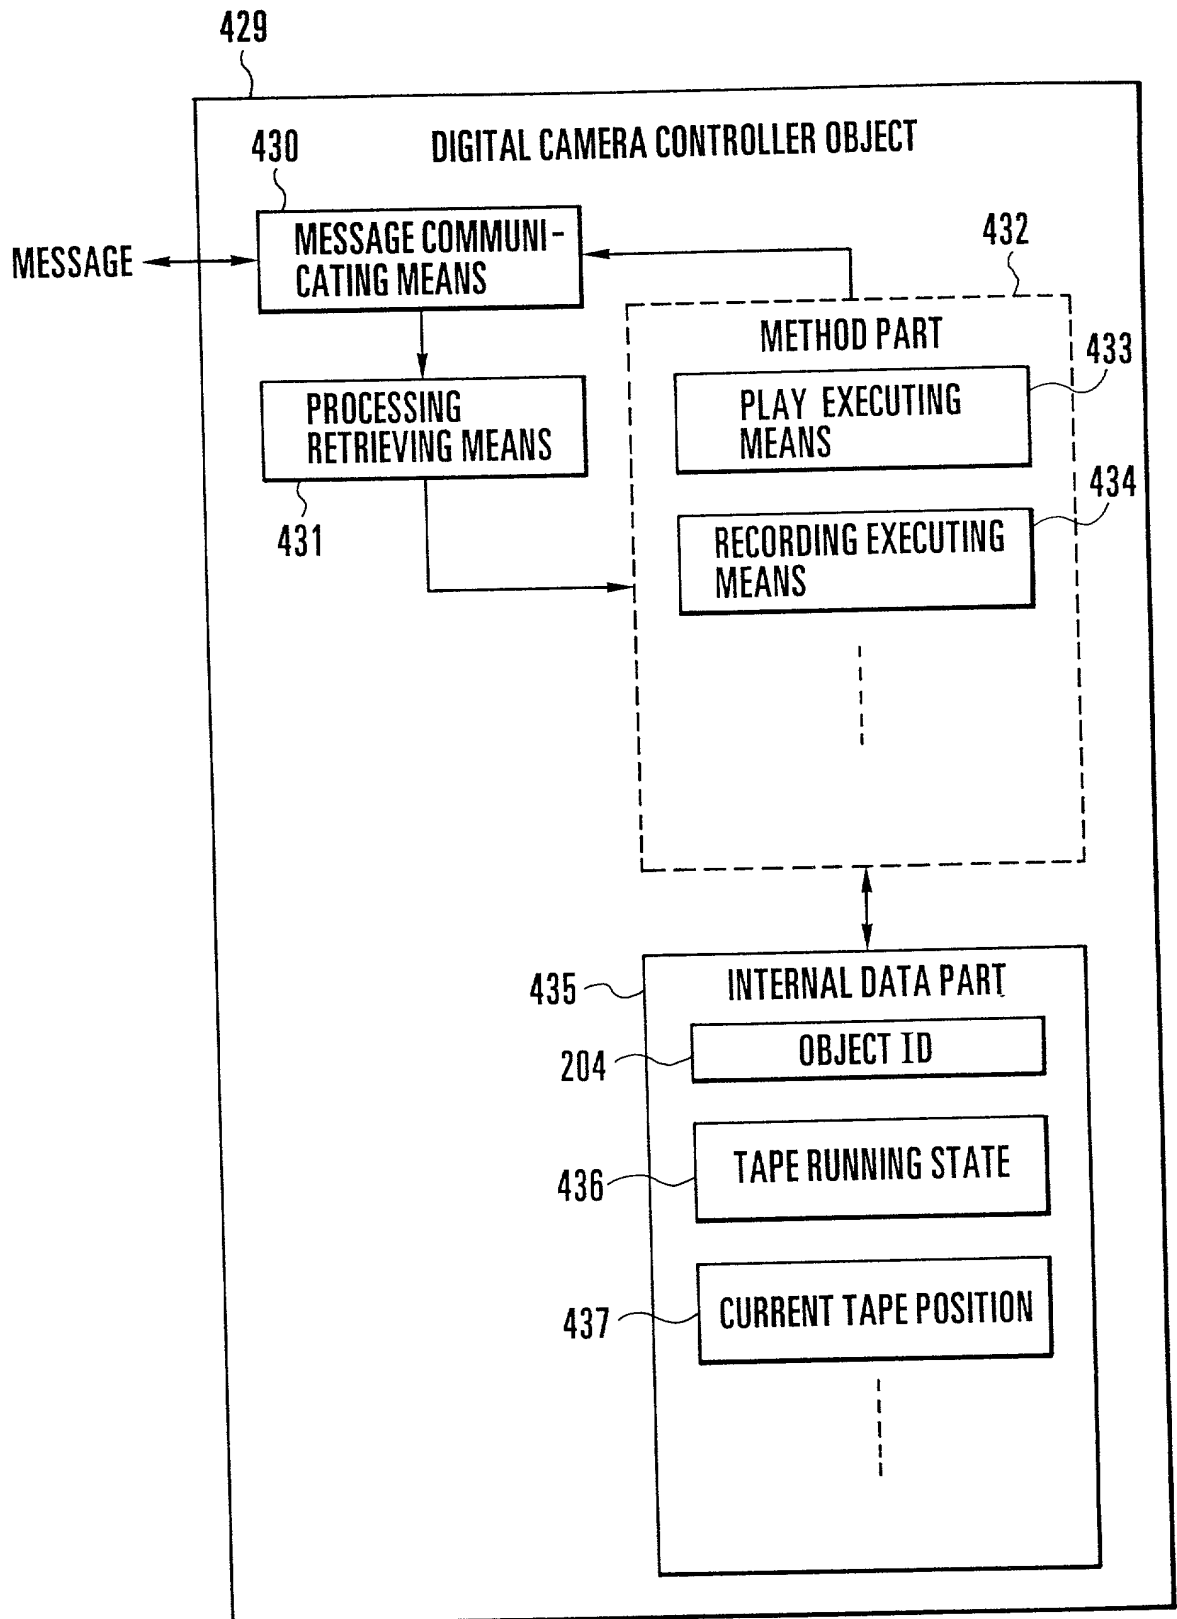 429
DIGITAL CAMERA CONTROLLER OBJECT
430
MESSAGE
MESSAGE COMMUNI-
CATING MEANS
432
METHOD PART
433
PLAY EXECUTING
MEANS
PROCESSING
RETRIEVING MEANS
431
434
RECORDING EXECUTING
MEANS
435
INTERNAL DATA PART
204
OBJECT ID
436
TAPE RUNNING STATE
437
CURRENT TAPE POSITION